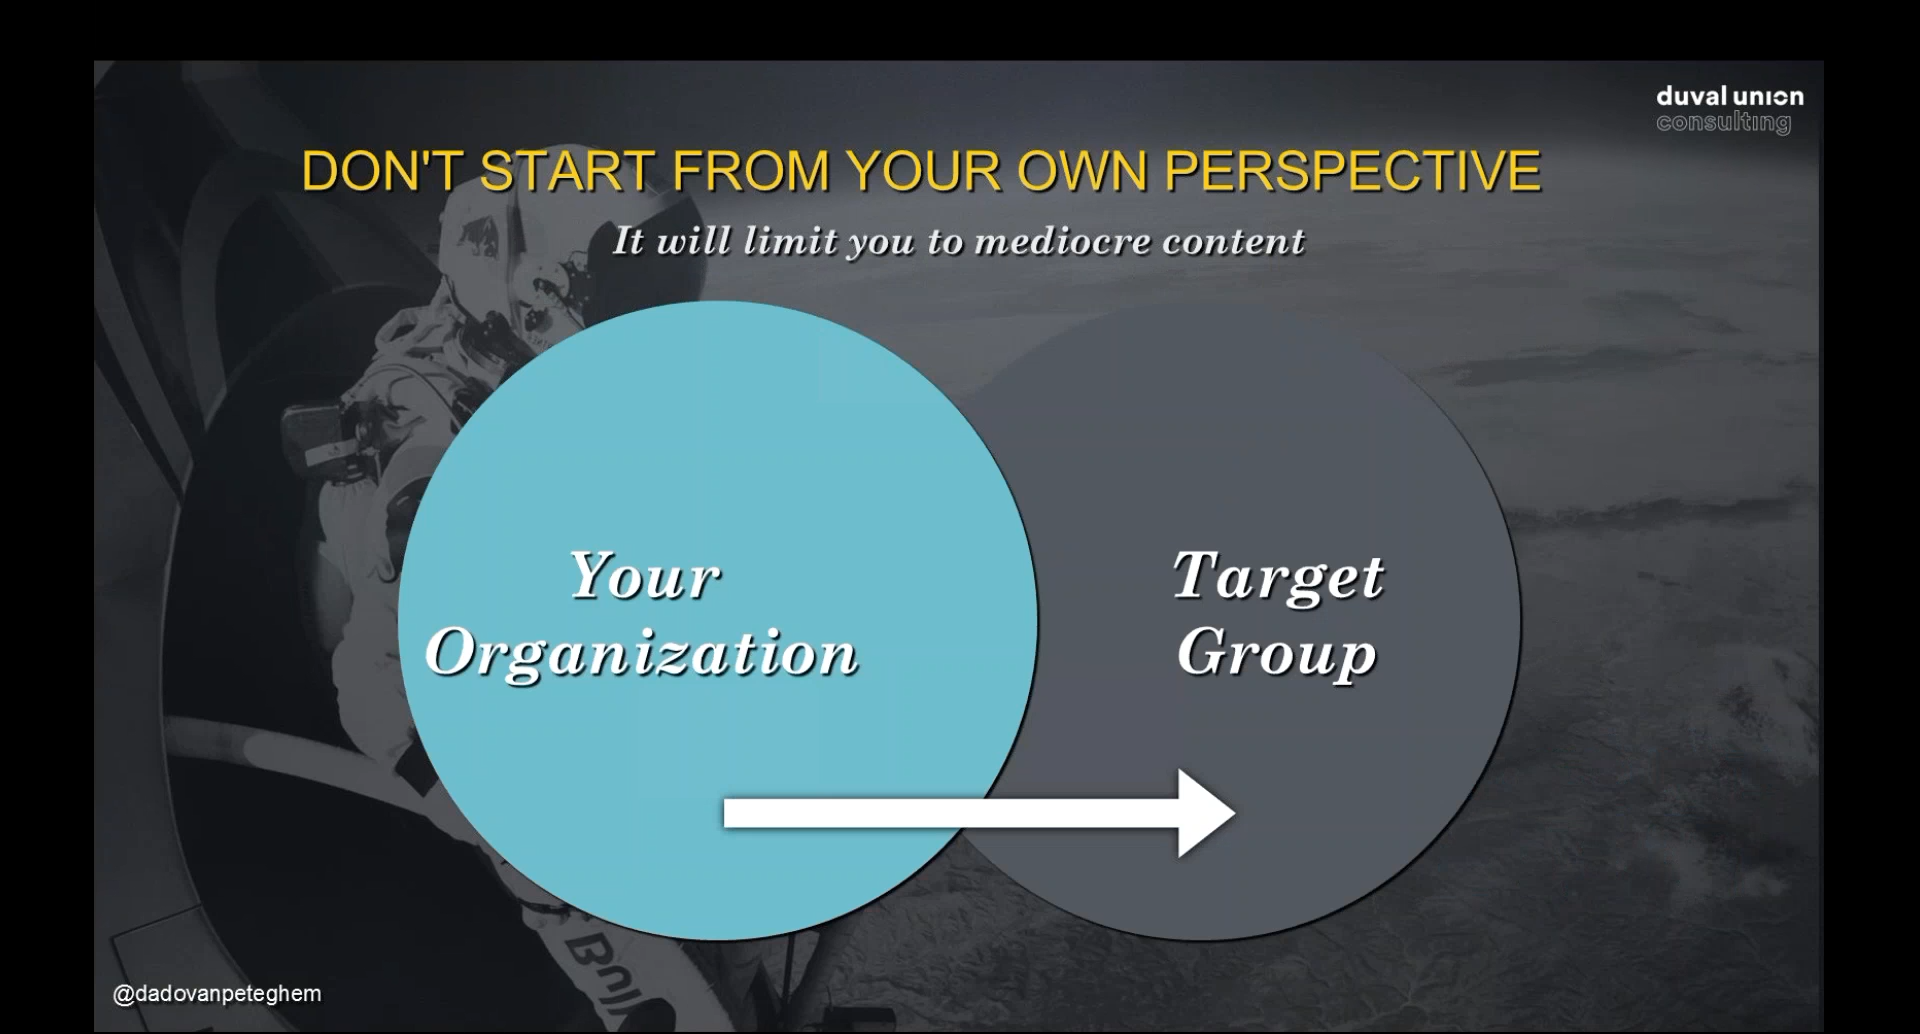 duval union
consulting
DON'T START FROM YOUR OWN PERSPECTIVE
It will limit you to mediocre content
Your
Organization
Target
Group
@dadovanpeteghem